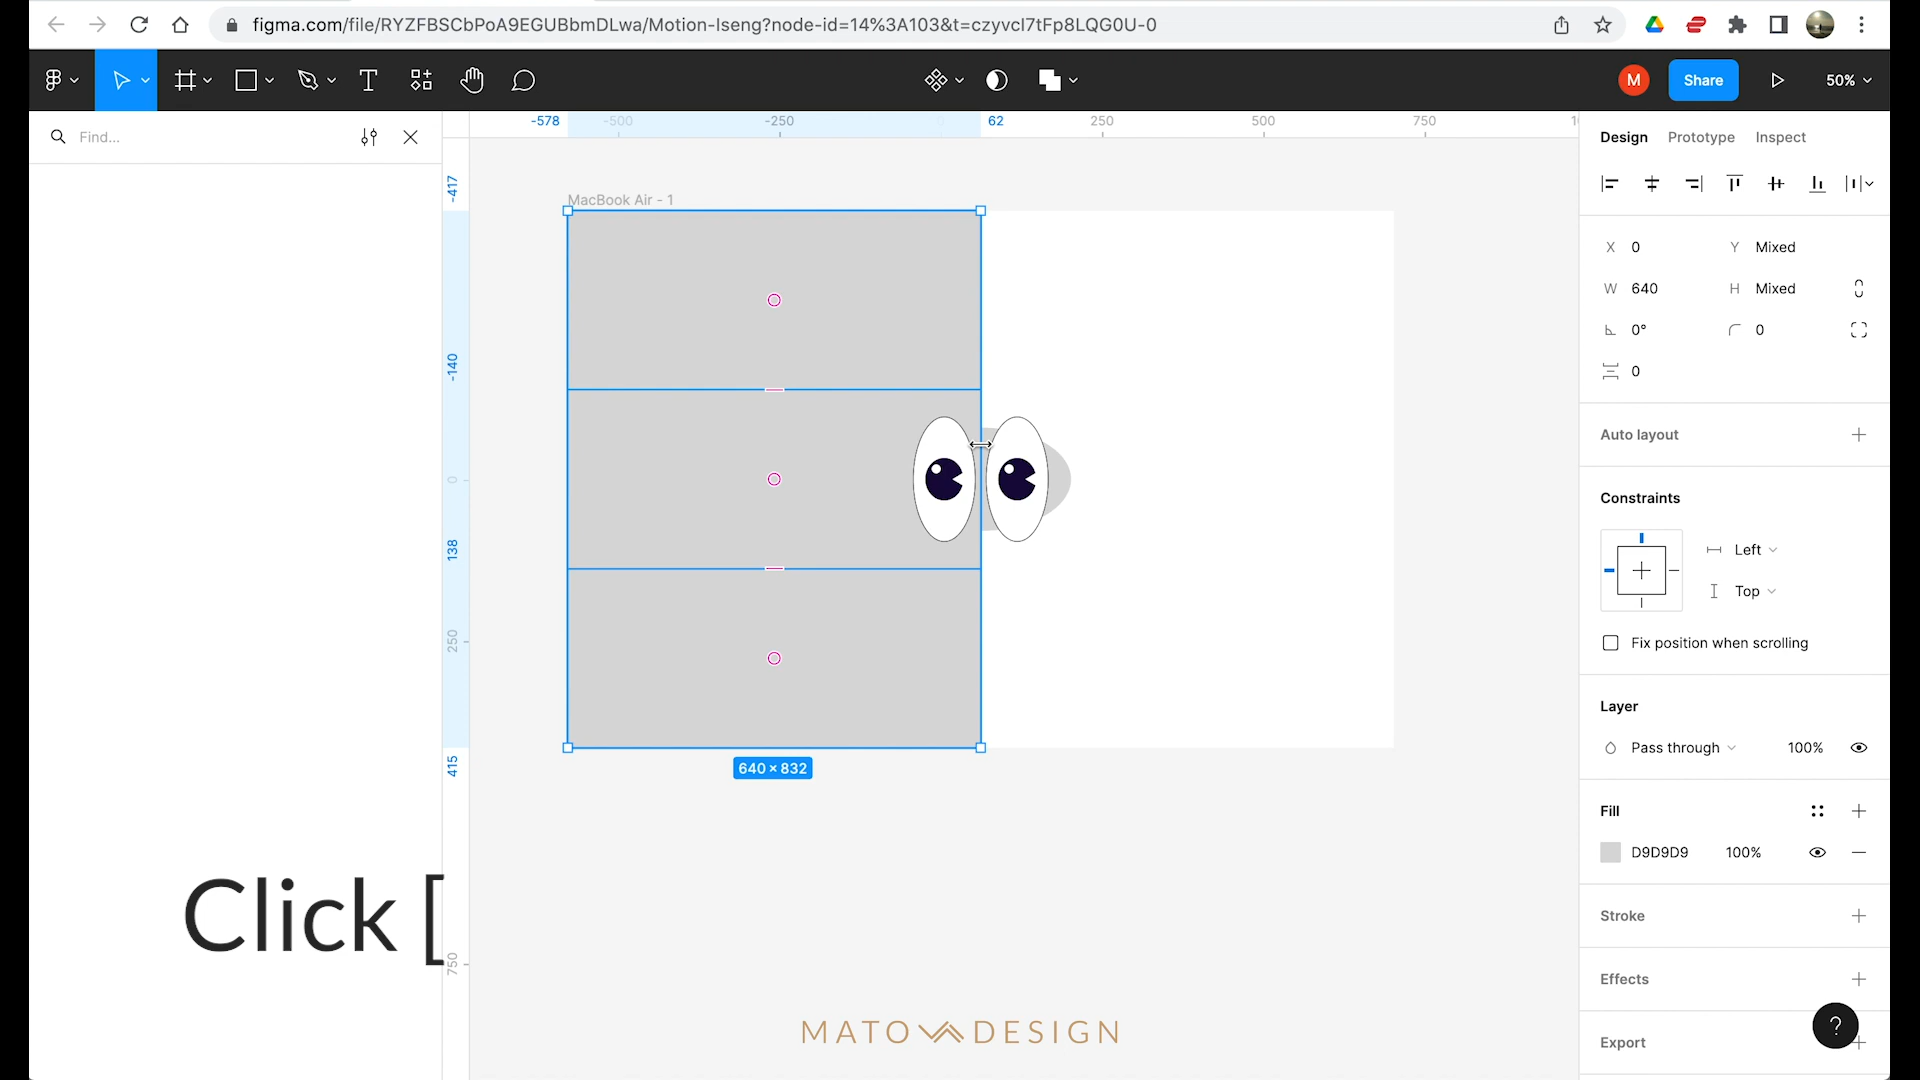 figma.com/file/RYZFBSCbPoA9EGUBbmDLwa/Motion-Iseng?node-id=14%3A103&t=czyvcI7tFp8LQG0U-0
M
Share
50%
Find...
-578 -500 -250 0 62 250 500 750
Design Prototype Inspect
-417
-140
0
138
250
415
750
MacBook Air - 1
640 × 832
X 0 Y Mixed
W 640 H Mixed
0° 0
0
Auto layout
Constraints
Left
Top
Fix position when scrolling
Layer
Pass through 100%
Fill
D9D9D9 100%
Stroke
Effects
Export
?
Click [
MATO DESIGN